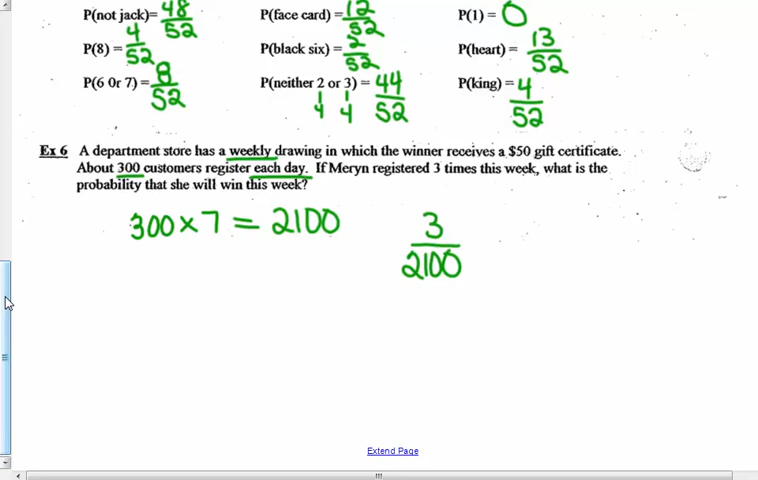 P(not jack)= 48/52 P(face card) = 12/52 P(1) = 0
P(8) = 4/52 P(black six) = 2/52 P(heart) = 13/52
P(6 0r 7) = 8/52 P(neither 2 or 3) = 44/52 P(king) = 4/52
4 4
Ex 6 A department store has a weekly drawing in which the winner receives a $50 gift certificate.
About 300 customers register each day. If Meryn registered 3 times this week, what is the
probability that she will win this week?
300 × 7 = 2100 3/2100
Extend Page